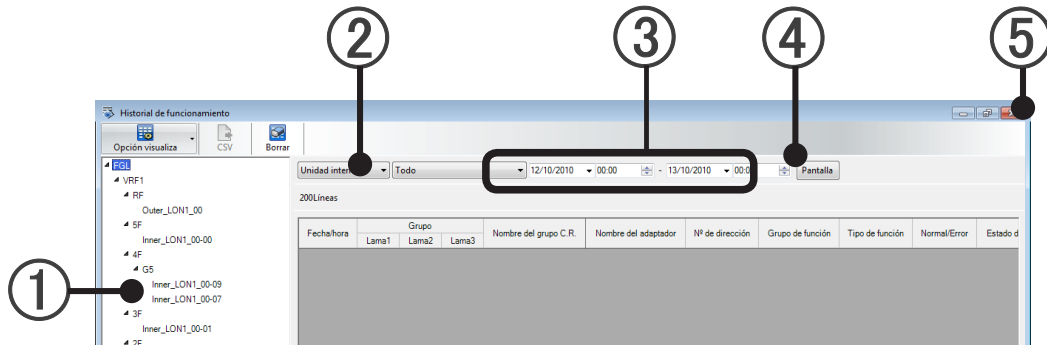 ② ③ ④ ⑤
Historial de funcionamiento
Opción visualiza CSV Borrar
FGL
VRF1
RF
Outer_LON1_00
5F
Inner_LON1_00-00
4F
G5
Inner_LON1_00-09
Inner_LON1_00-07
3F
Inner_LON1_00-01
2F
①
Todo 12/10/2010 00:00 - 13/10/2010 Pantalla
Unidad
200Líneas
Fecha/hora Grupo Nombre del grupo C.R. Nombre del adaptador Nº de dirección Grupo de función Tipo de función Normal/Error Estado d
Lama1 Lama2 Lama3